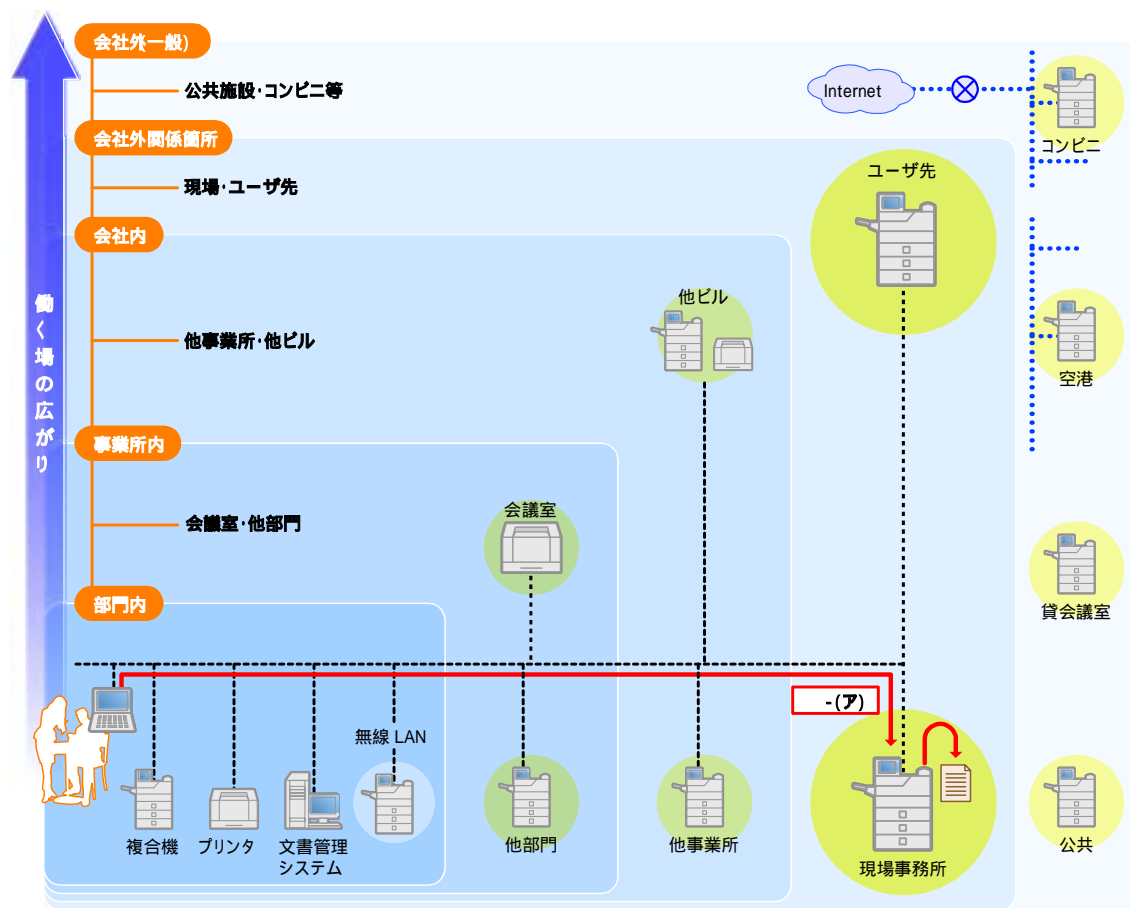 会社外(一般)
公共施設・コンビニ等
会社外関係箇所
現場・ユーザ先
会社内
他事業所・他ビル
事業所内
会議室・他部門
部門内
働く場の広がり
Internet
コンビニ
ユーザ先
他ビル
空港
会議室
貸会議室
-(ア)
無線 LAN
複合機
プリンタ
文書管理
システム
他部門
他事業所
現場事務所
公共